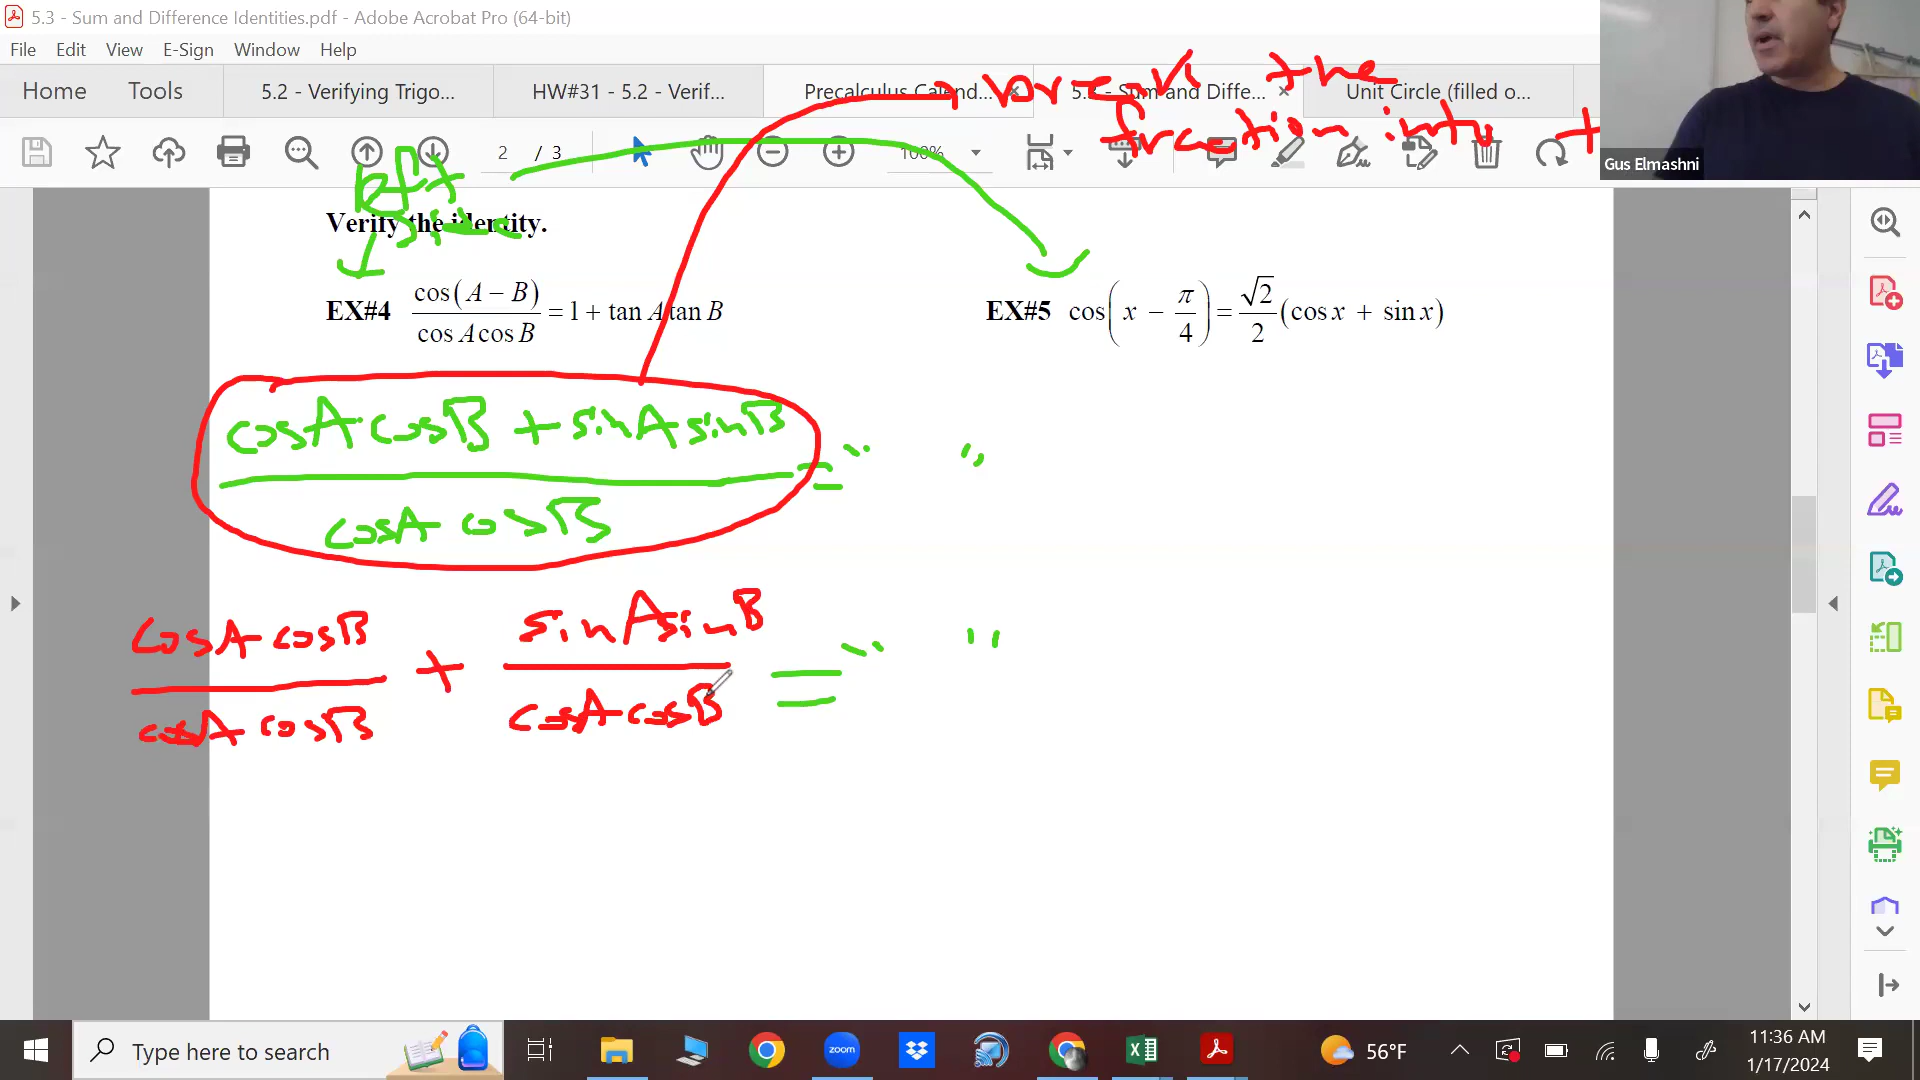 5.3 - Sum and Difference Identities.pdf - Adobe Acrobat Pro (64-bit)
File Edit View E-Sign Window Help
Home Tools 5.2 - Verifying Trigo... HW#31 - 5.2 - Verif... Precalculus Calend... × 5.3 - Sum and Diffe... × Unit Circle (filled o...
the
fraction into
Gus Elmashni
2 / 3 100%
left
side
Verify the identity.
EX#4 cos(A − B) / cos A cos B = 1 + tan A tan B
EX#5 cos(x − π/4) = √2/2 (cos x + sin x)
cosA·cosB + sinA sinB
= " "
cosA cosB
cosA cosB + sinA sinB = " "
cosA cosB cosA cosB
Type here to search
zoom
56°F
11:36 AM
1/17/2024